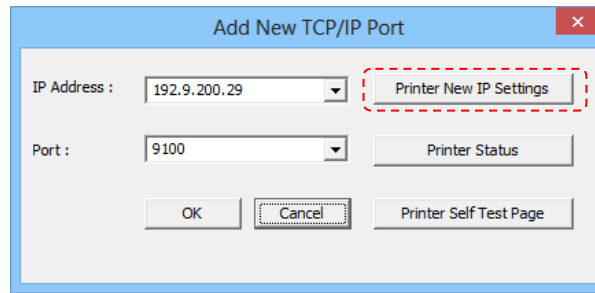 Add New TCP/IP Port
IP Address : 192.9.200.29 Printer New IP Settings
Port : 9100 Printer Status
OK Cancel Printer Self Test Page